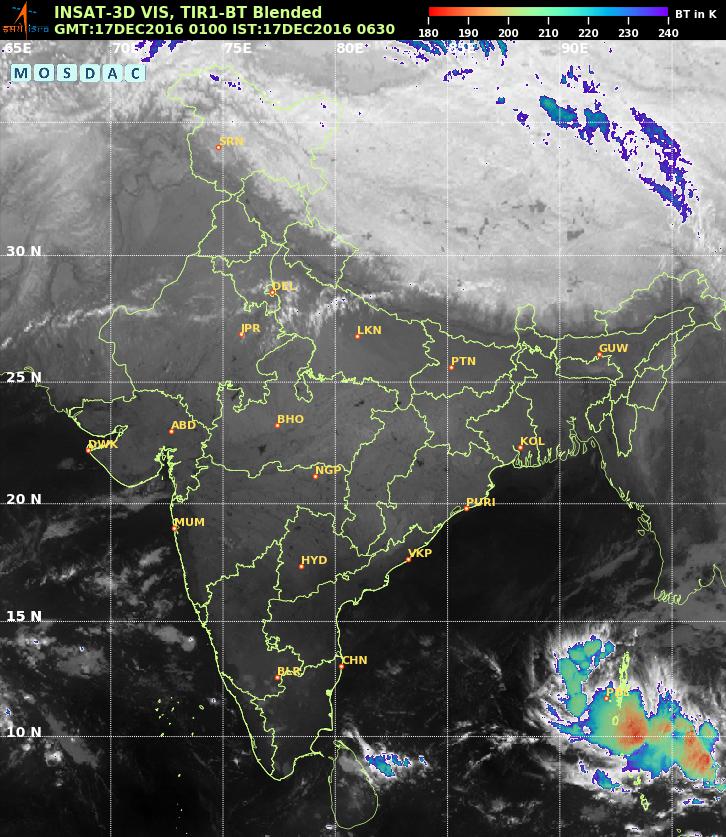 INSAT-3D VIS, TIR1-BT Blended
GMT:17DEC2016 0100 IST:17DEC2016 0630
BT in K
180 190 200 210 220 230 240
65E 70E 75E 80E 85E 90E
MOSDAC
SRN
30 N
DEL
JPR LKN
GUW
PTN
25 N
ABD BHO
DWK KOL
NGP
20 N
PURI
MUM
VKP
HYD
15 N
CHN
BLR
10 N